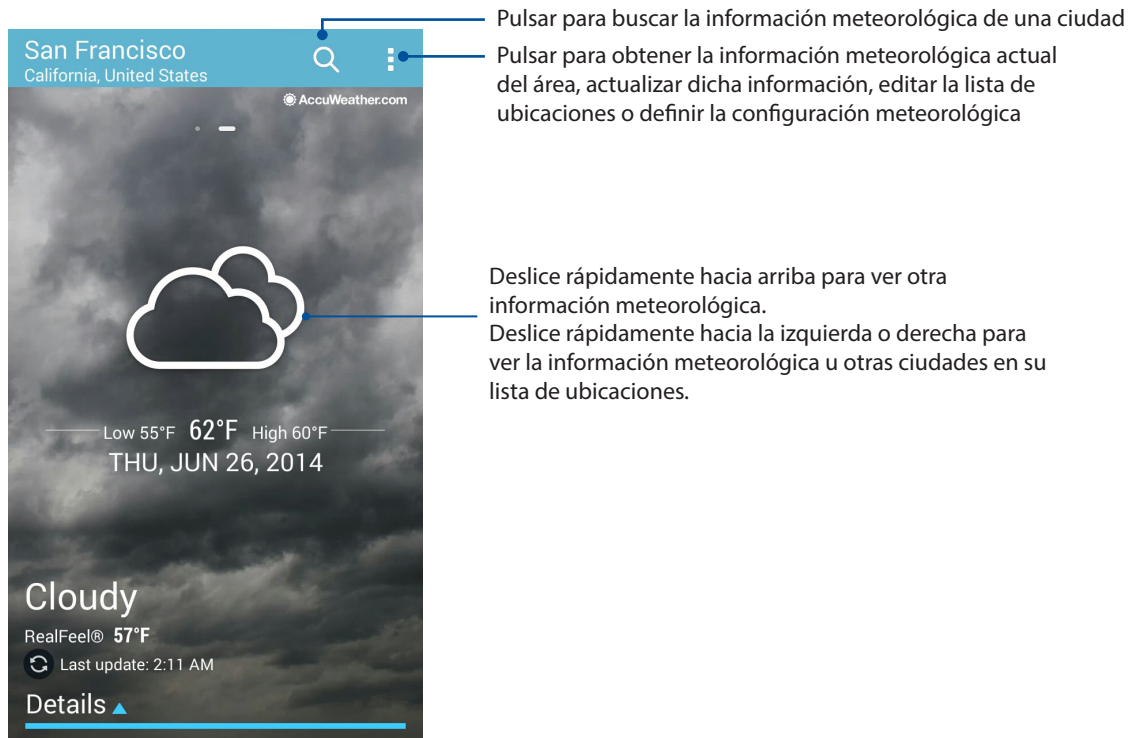 Pulsar para buscar la información meteorológica de una ciudad
San Francisco
California, United States
Pulsar para obtener la información meteorológica actual
del área, actualizar dicha información, editar la lista de
ubicaciones o definir la configuración meteorológica
AccuWeather.com
Deslice rápidamente hacia arriba para ver otra
información meteorológica.
Deslice rápidamente hacia la izquierda o derecha para
ver la información meteorológica u otras ciudades en su
lista de ubicaciones.
Low 55°F 62°F High 60°F
THU, JUN 26, 2014
Cloudy
RealFeel® 57°F
Last update: 2:11 AM
Details